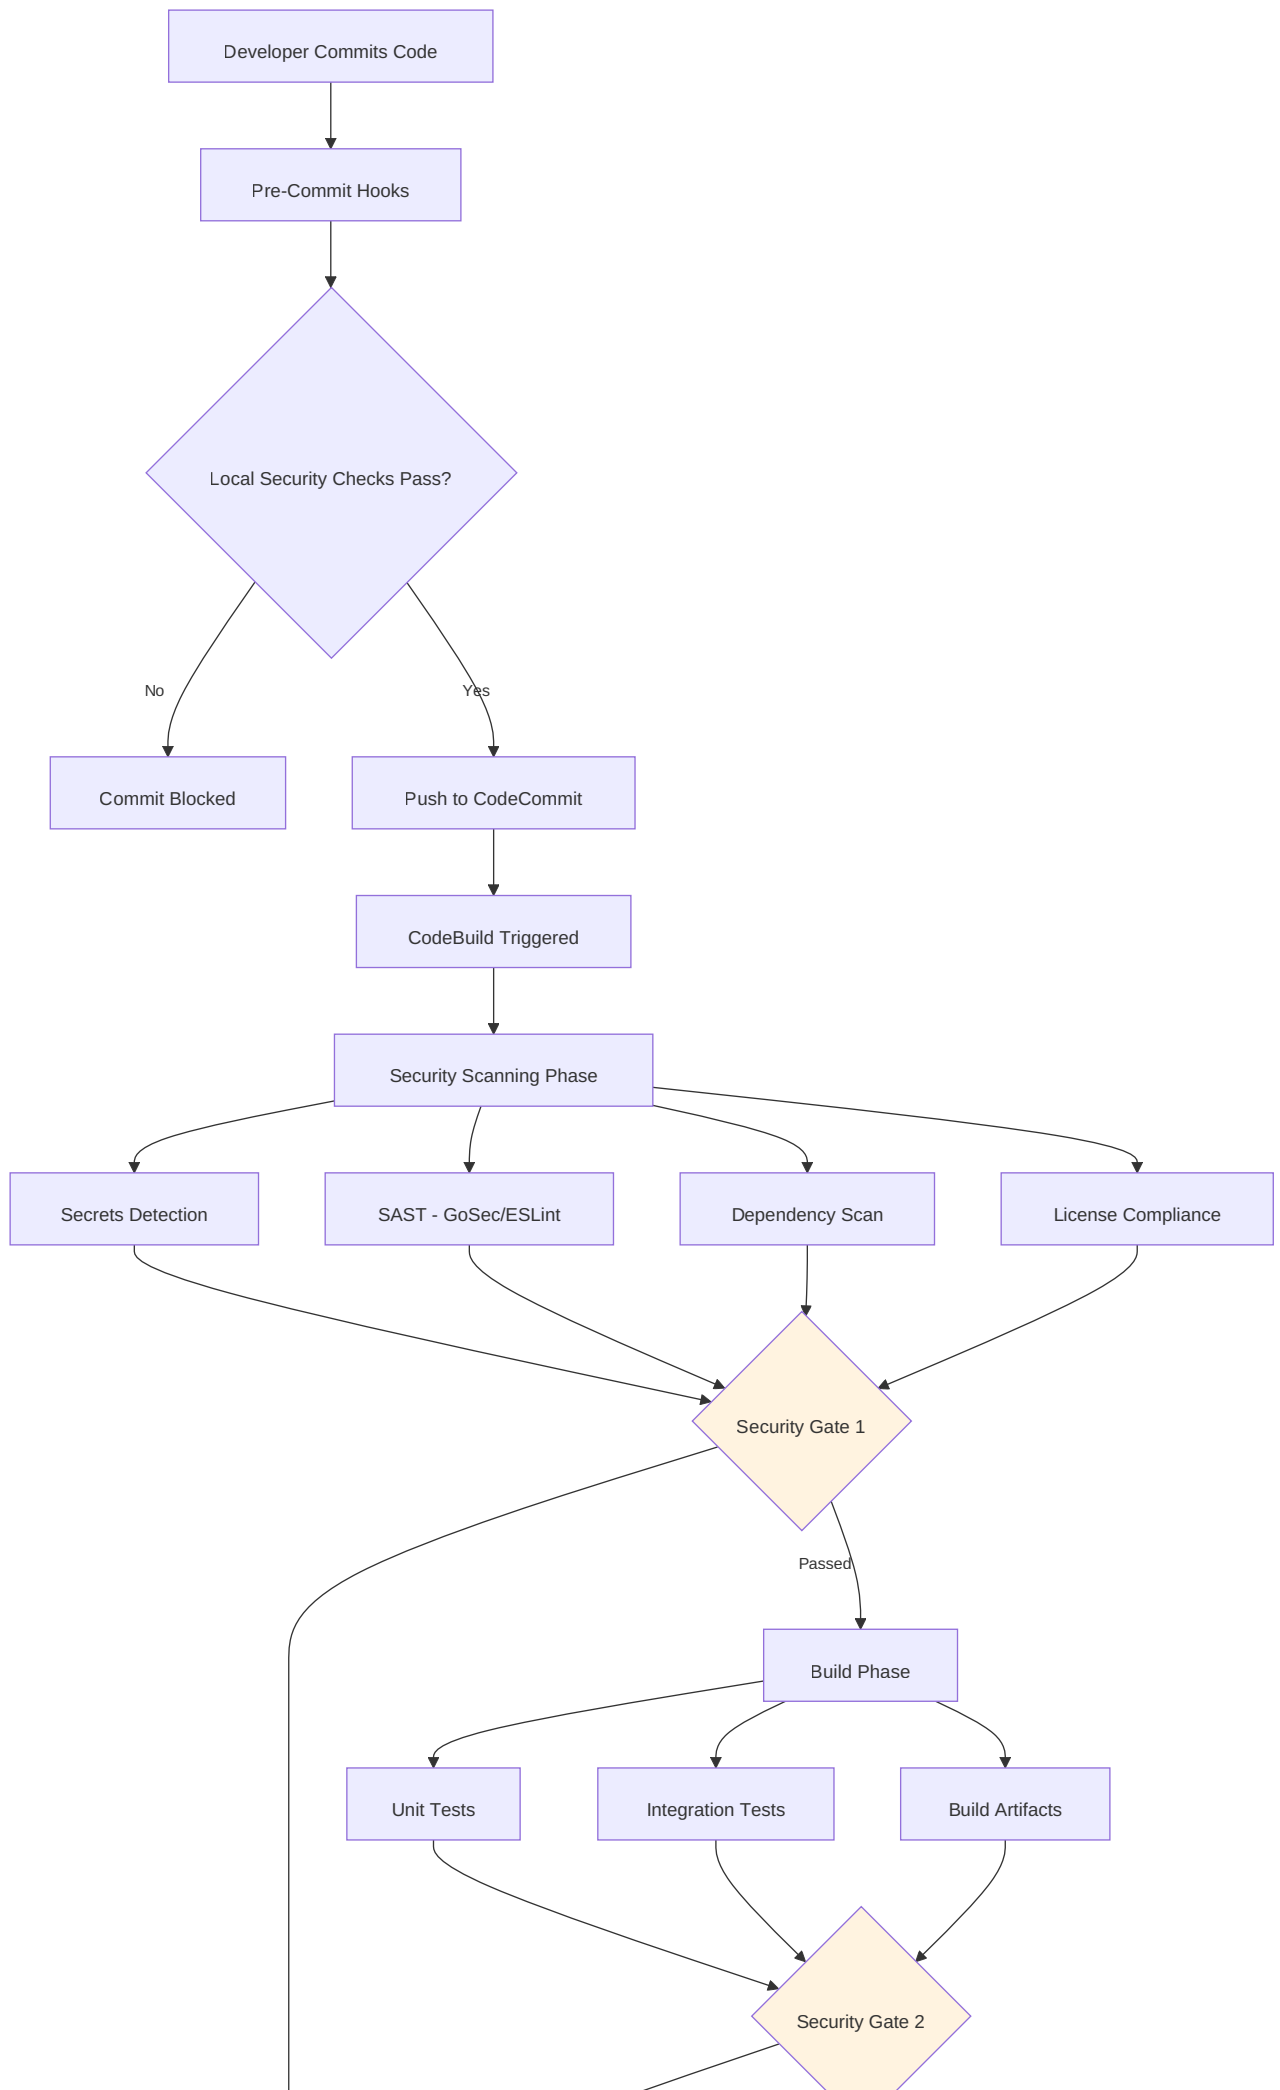 Developer Commits Code
Pre-Commit Hooks
Local Security Checks Pass?
No
Yes
Commit Blocked
Push to CodeCommit
CodeBuild Triggered
Security Scanning Phase
Secrets Detection
SAST - GoSec/ESLint
Dependency Scan
License Compliance
Security Gate 1
Passed
Build Phase
Unit Tests
Integration Tests
Build Artifacts
Security Gate 2